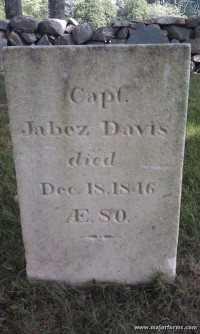 Capt.
Jabez Davis
died
Dec. 18, 1846
Æ. 80.
www.majorforms.com